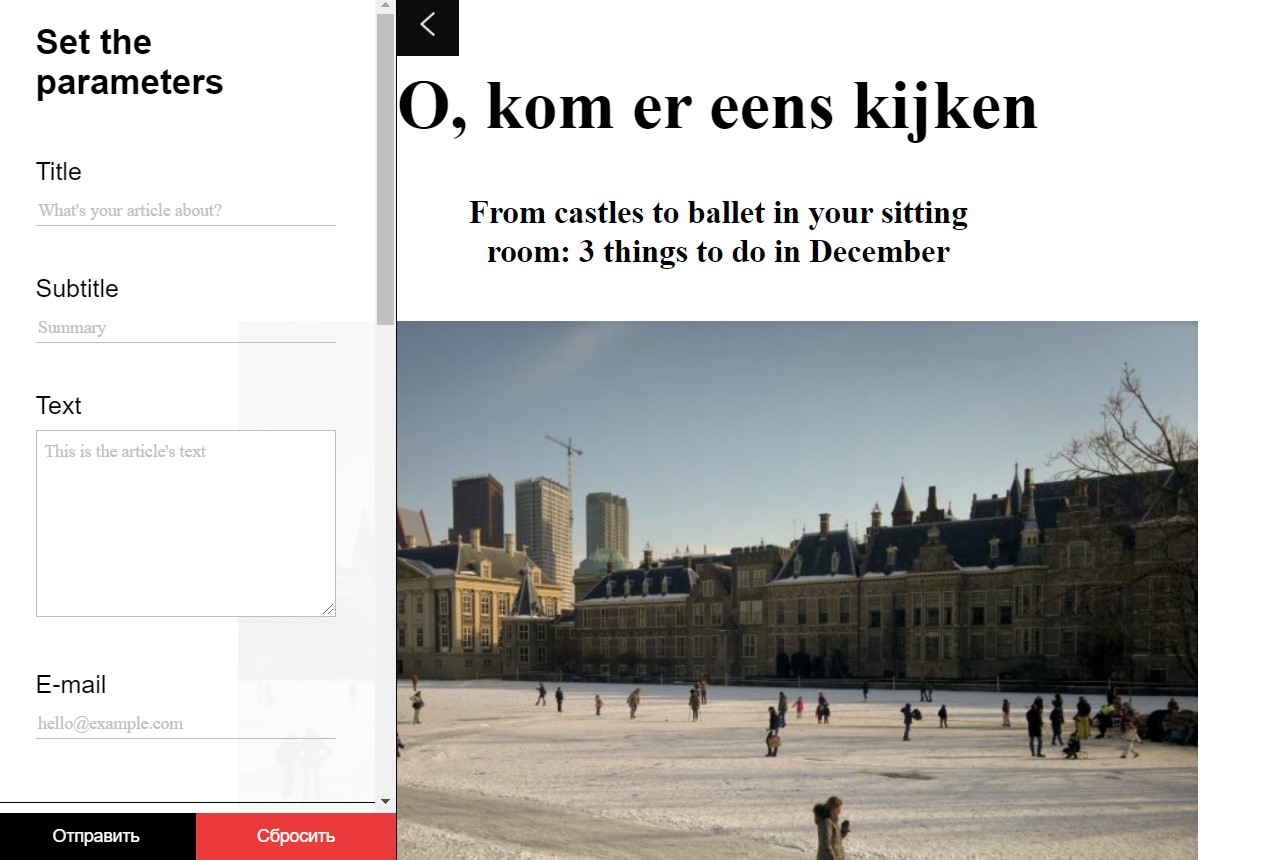 Set the
parameters
Title
What's your article about?
Subtitle
Summary
Text
This is the article's text
E-mail
hello@example.com
Отправить
Сбросить
O, kom er eens kijken
From castles to ballet in your sitting
room: 3 things to do in December